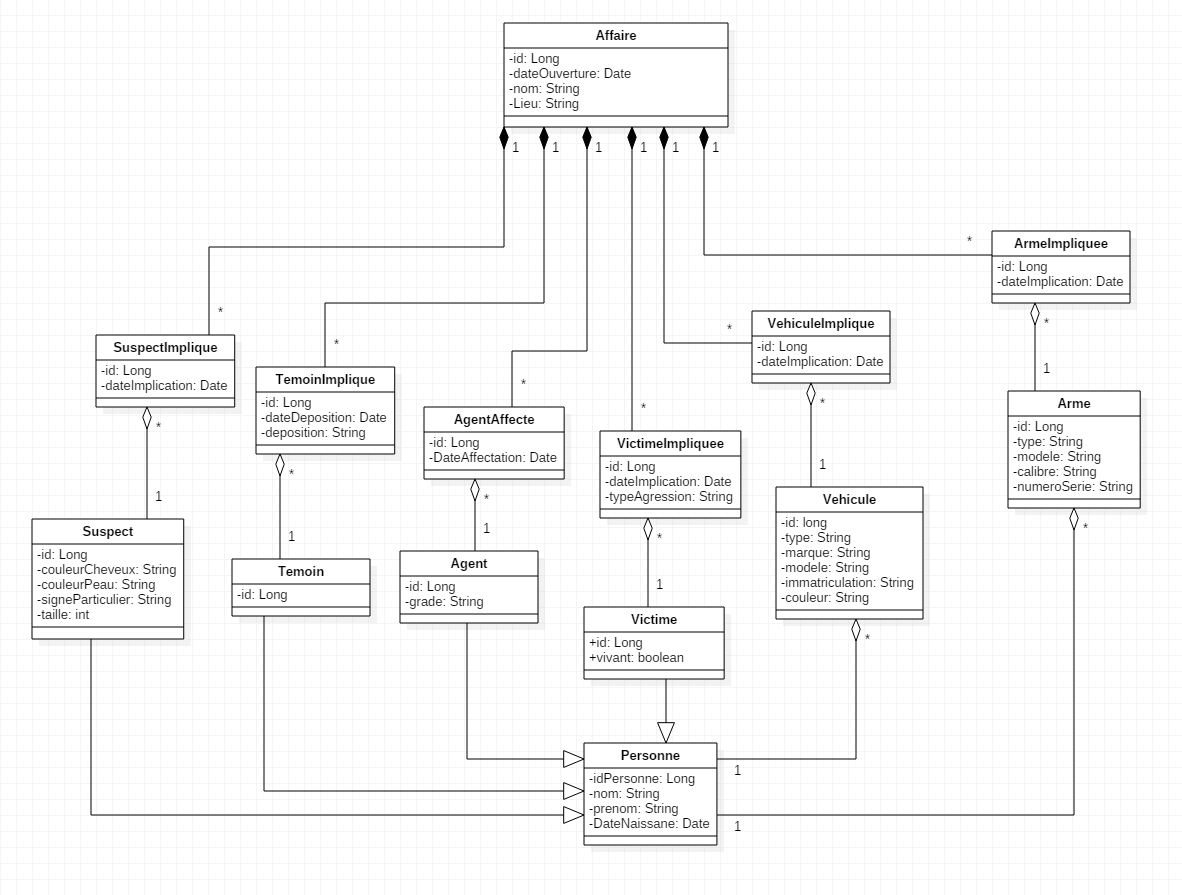 Affaire
-id: Long
-dateOuverture: Date
-nom: String
-Lieu: String
1
1
1
1
1
1
*
ArmeImpliquee
-id: Long
-dateImplication: Date
*
1
*
SuspectImplique
-id: Long
-dateImplication: Date
*
1
*
TemoinImplique
-id: Long
-dateDeposition: Date
-deposition: String
*
1
*
AgentAffecte
-id: Long
-DateAffectation: Date
*
1
*
VictimeImpliquee
-id: Long
-dateImplication: Date
-typeAgression: String
*
1
*
VehiculeImplique
-id: Long
-dateImplication: Date
*
1
Arme
-id: Long
-type: String
-modele: String
-calibre: String
-numeroSerie: String
*
Suspect
-id: Long
-couleurCheveux: String
-couleurPeau: String
-signeParticulier: String
-taille: int
Temoin
-id: Long
Agent
-id: Long
-grade: String
Victime
+id: Long
+vivant: boolean
Vehicule
-id: long
-type: String
-marque: String
-modele: String
-immatriculation: String
-couleur: String
*
Personne
-idPersonne: Long
-nom: String
-prenom: String
-DateNaissane: Date
1
1